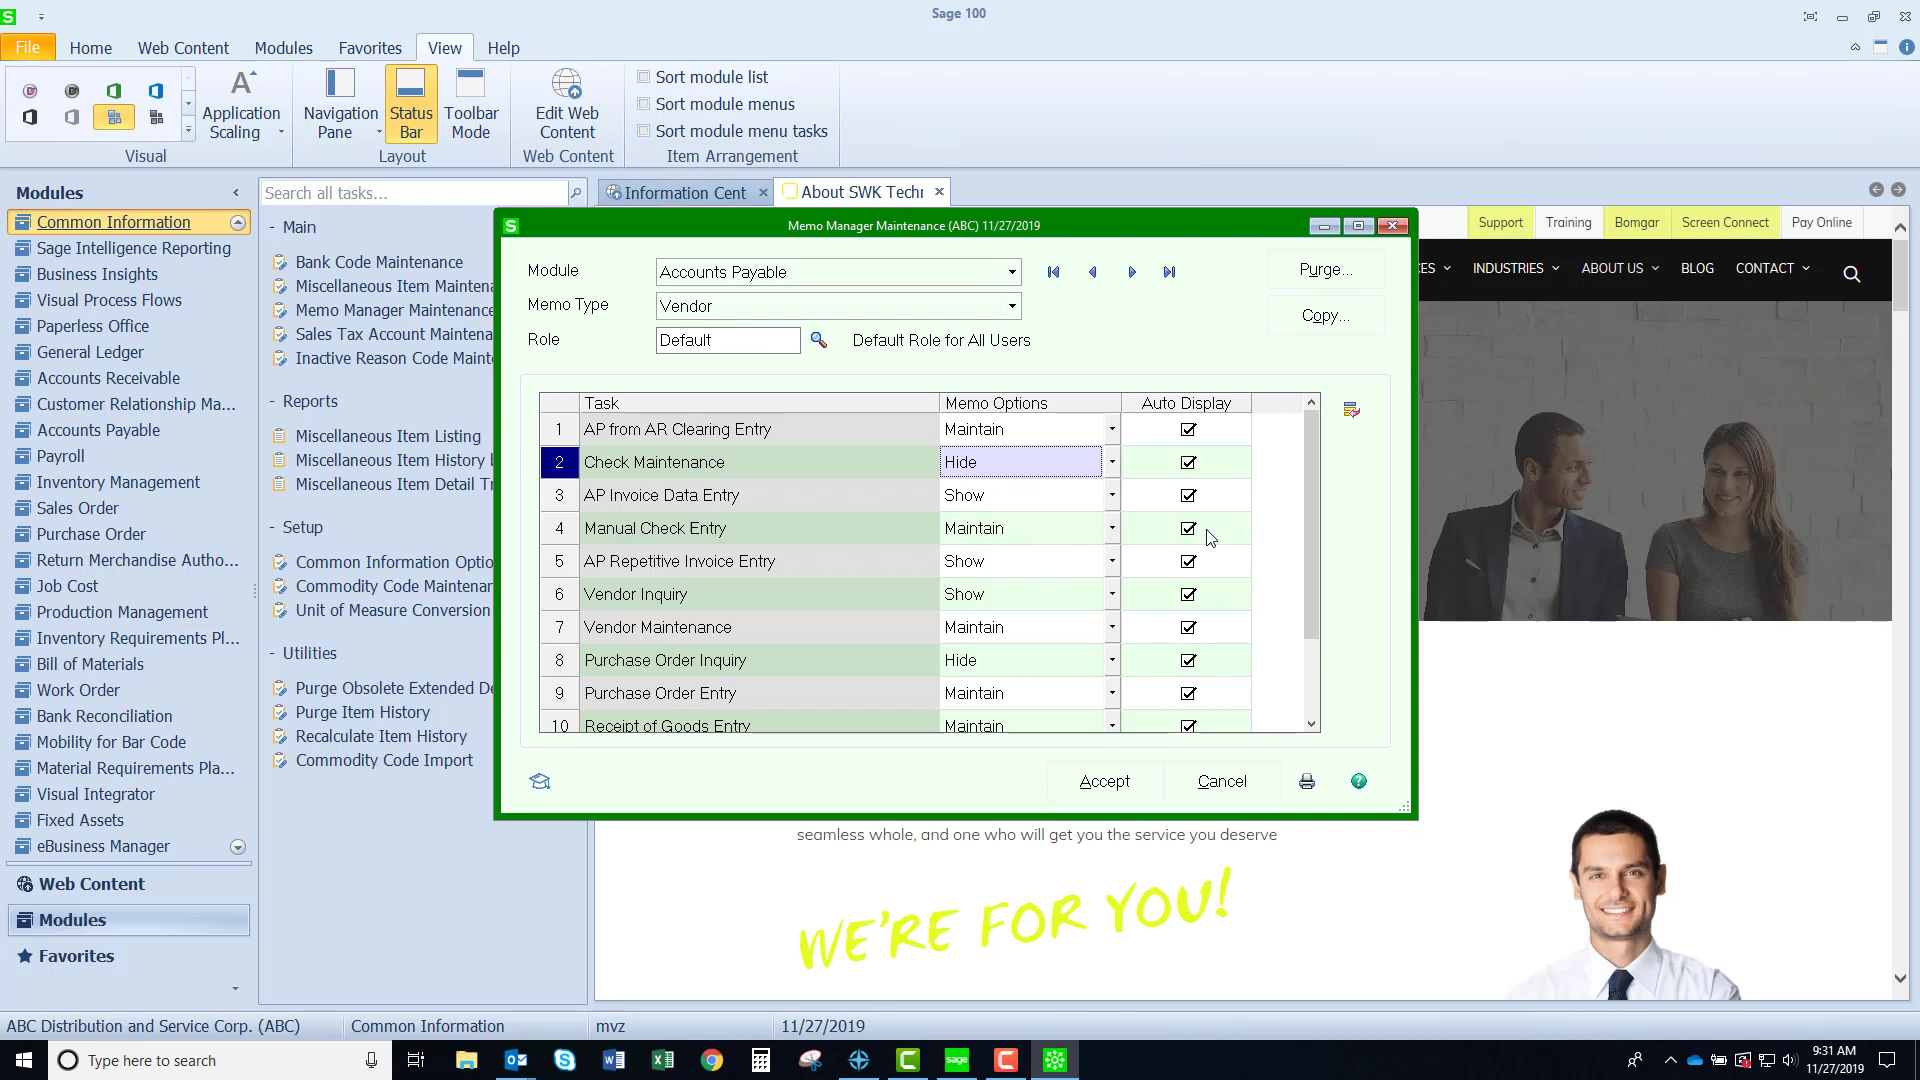 Sage 100
File
Home
Web Content
Modules
Favorites
View
Help
Application Scaling
Navigation Pane
Status Bar
Toolbar Mode
Edit Web Content
Sort module list
Sort module menus
Sort module menu tasks
Visual
Layout
Web Content
Item Arrangement
Modules
Common Information
Sage Intelligence Reporting
Business Insights
Visual Process Flows
Paperless Office
General Ledger
Accounts Receivable
Customer Relationship Ma...
Accounts Payable
Payroll
Inventory Management
Sales Order
Purchase Order
Return Merchandise Autho...
Job Cost
Production Management
Inventory Requirements Pl...
Bill of Materials
Work Order
Bank Reconciliation
Mobility for Bar Code
Material Requirements Pla...
Visual Integrator
Fixed Assets
eBusiness Manager
Web Content
Modules
Favorites
Search all tasks...
- Main
Bank Code Maintenance
Miscellaneous Item Maintena
Memo Manager Maintenance
Sales Tax Account Maintena
Inactive Reason Code Maint
- Reports
Miscellaneous Item Listing
Miscellaneous Item History
Miscellaneous Item Detail Tr
- Setup
Common Information Optio
Commodity Code Maintenar
Unit of Measure Conversion
- Utilities
Purge Obsolete Extended De
Purge Item History
Recalculate Item History
Commodity Code Import
Information Cent
About SWK Techr
Support
Training
Bomgar
Screen Connect
Pay Online
INDUSTRIES
ABOUT US
BLOG
CONTACT
Memo Manager Maintenance (ABC) 11/27/2019
Module
Accounts Payable
Purge...
Memo Type
Vendor
Copy...
Role
Default
Default Role for All Users
Task Memo Options Auto Display
1 AP from AR Clearing Entry Maintain
2 Check Maintenance Hide
3 AP Invoice Data Entry Show
4 Manual Check Entry Maintain
5 AP Repetitive Invoice Entry Show
6 Vendor Inquiry Show
7 Vendor Maintenance Maintain
8 Purchase Order Inquiry Hide
9 Purchase Order Entry Maintain
10 Receipt of Goods Entry Maintain
Accept
Cancel
seamless whole, and one who will get you the service you deserve
WE'RE FOR YOU!
ABC Distribution and Service Corp. (ABC)
Common Information
mvz
11/27/2019
Type here to search
sage
9:31 AM
11/27/2019